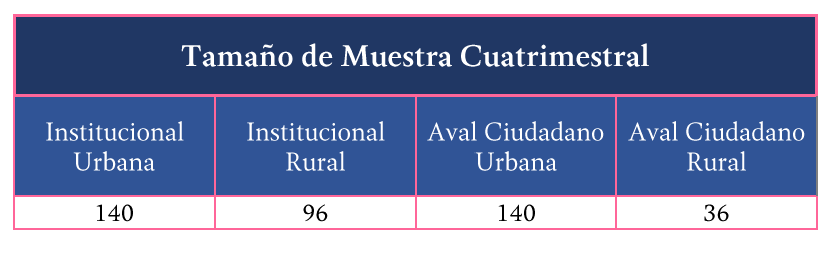 Tamaño de Muestra Cuatrimestral
Institucional Urbana
Institucional Rural
Aval Ciudadano Urbana
Aval Ciudadano Rural
140
96
140
36